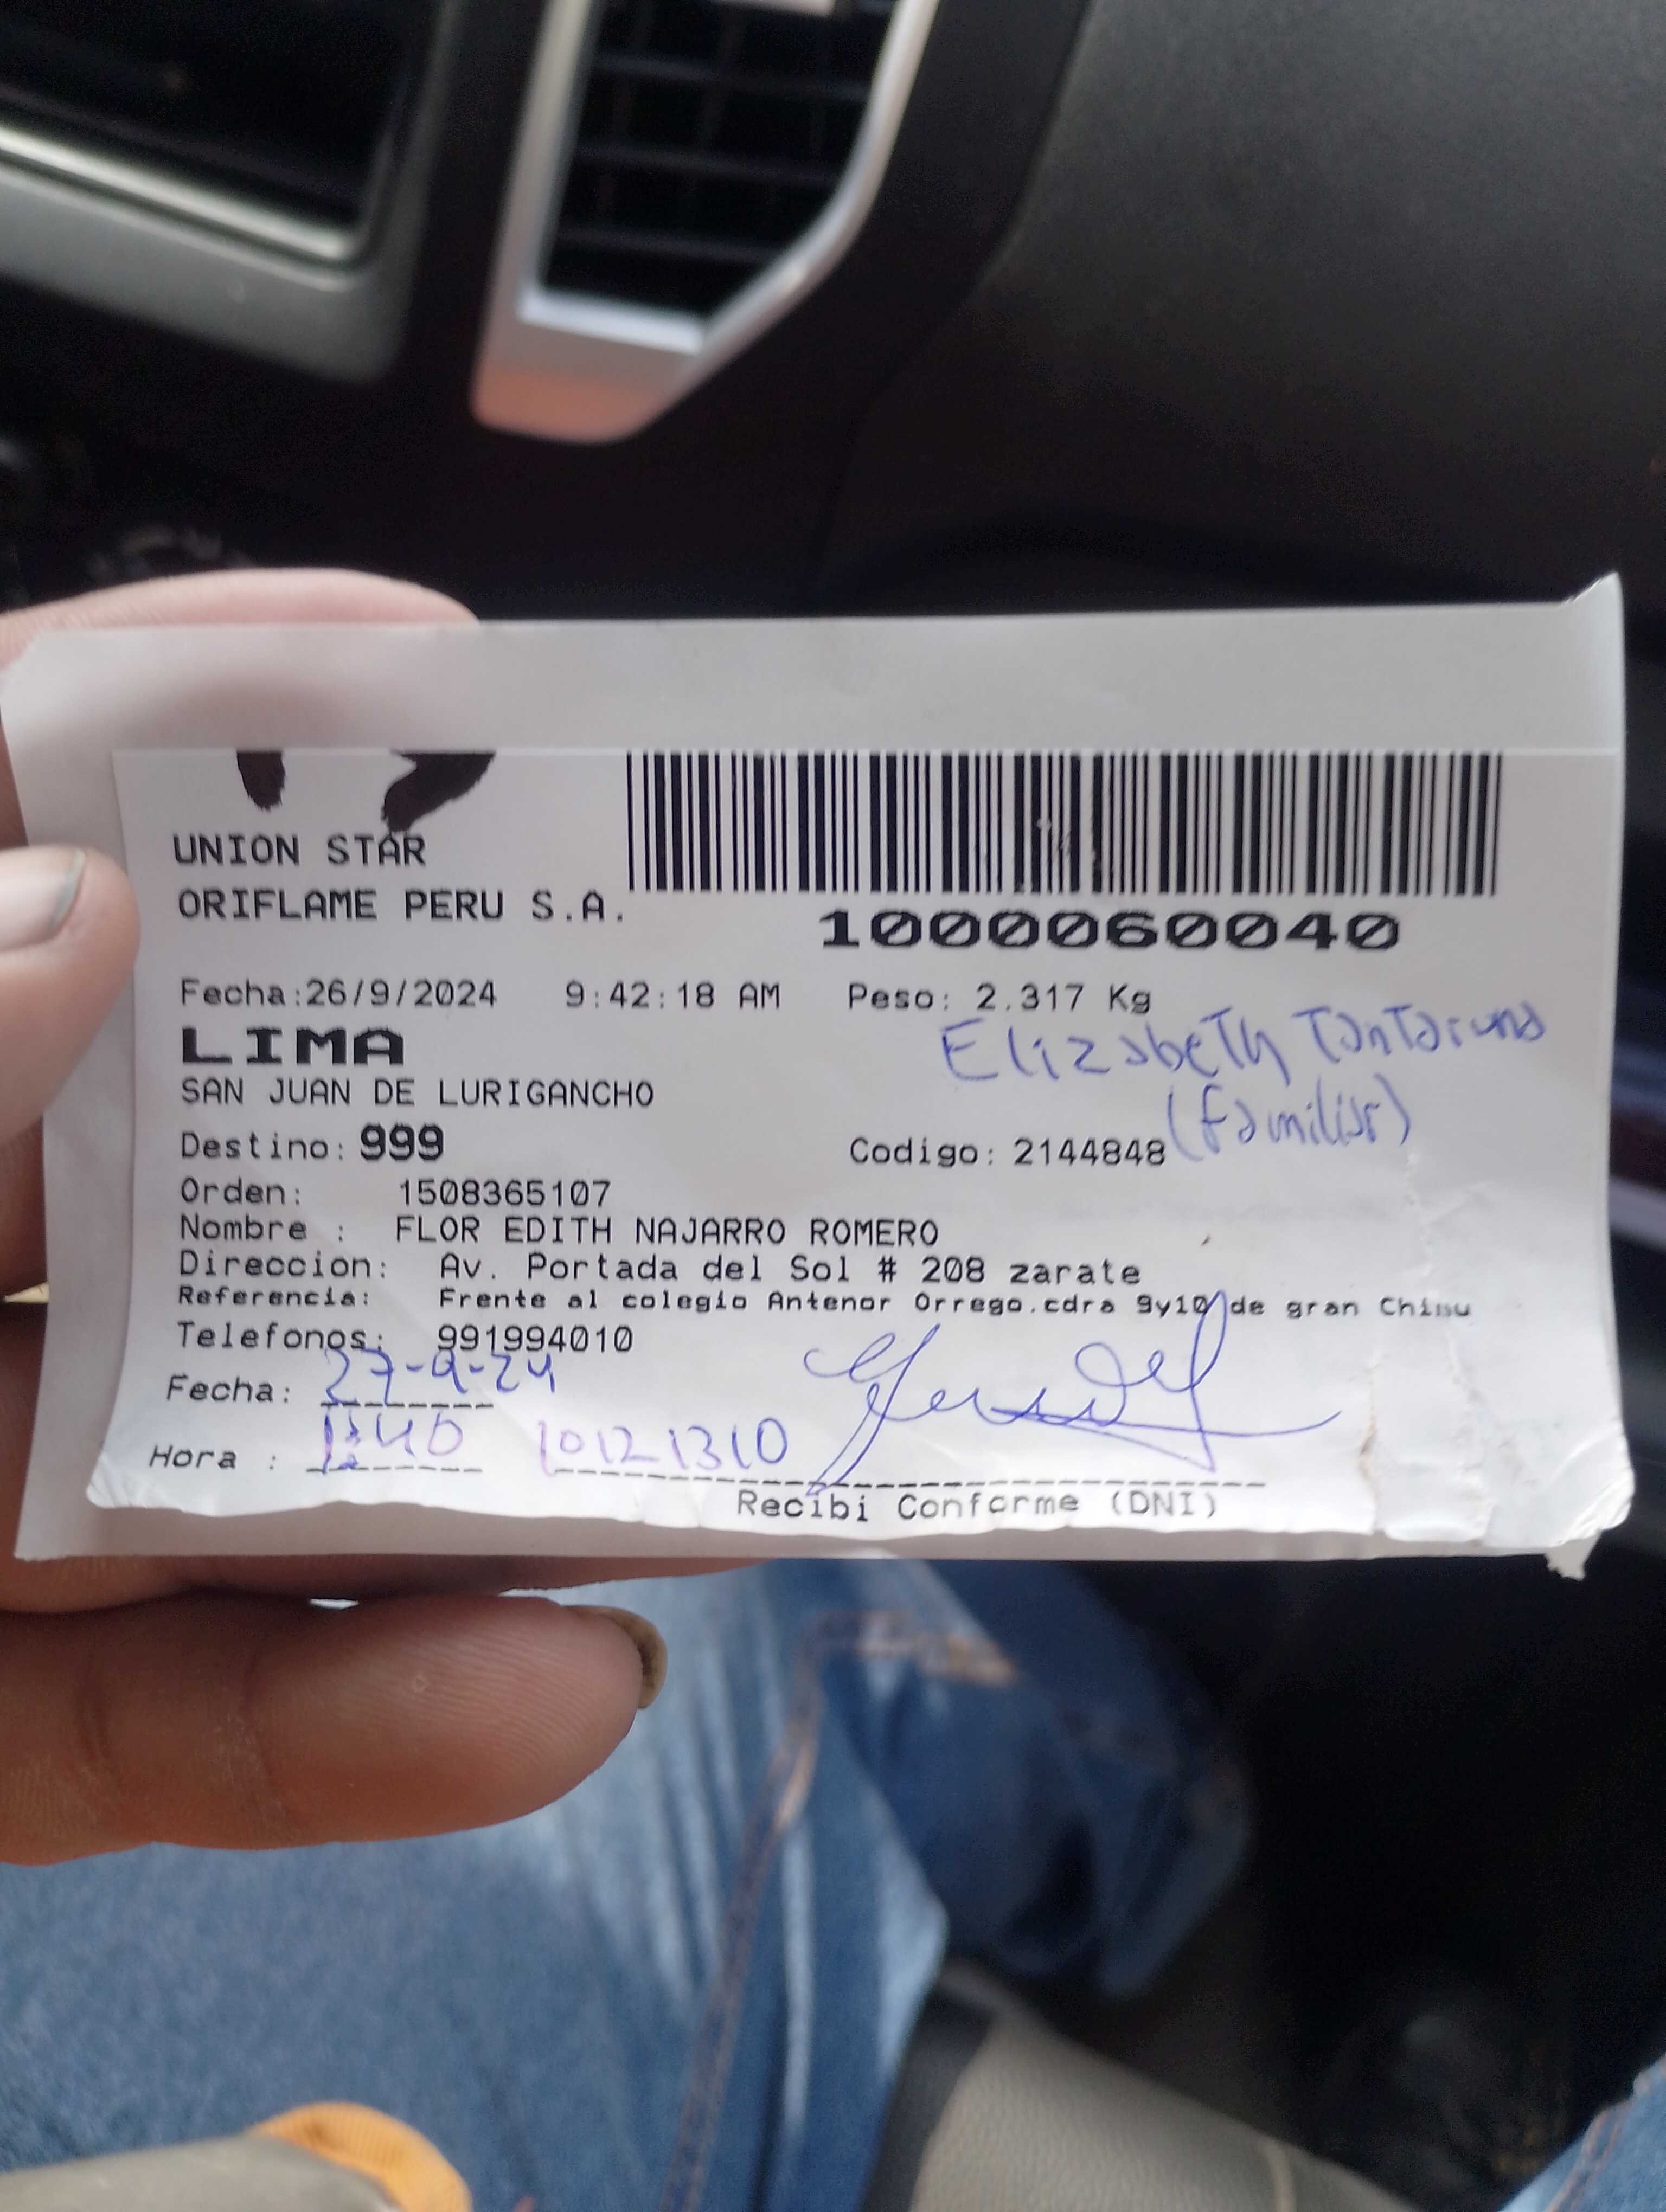 UNION STAR
ORIFLAME PERU S.A.
1000060040
Fecha:26/9/2024 9:42:18 AM Peso: 2.317 Kg
LIMA
Elizabeth Tantaruna
SAN JUAN DE LURIGANCHO
(familiar)
Destino: 999 Codigo: 2144848
Orden: 1508365107
Nombre : FLOR EDITH NAJARRO ROMERO
Direccion: Av. Portada del Sol # 208 zarate
Referencia: Frente al colegio Antenor Orrego.cdra 9y10 de gran Chimu
Telefonos: 991994010
Fecha: 27-9-24
Hora : 10121310
Recibi Conforme (DNI)